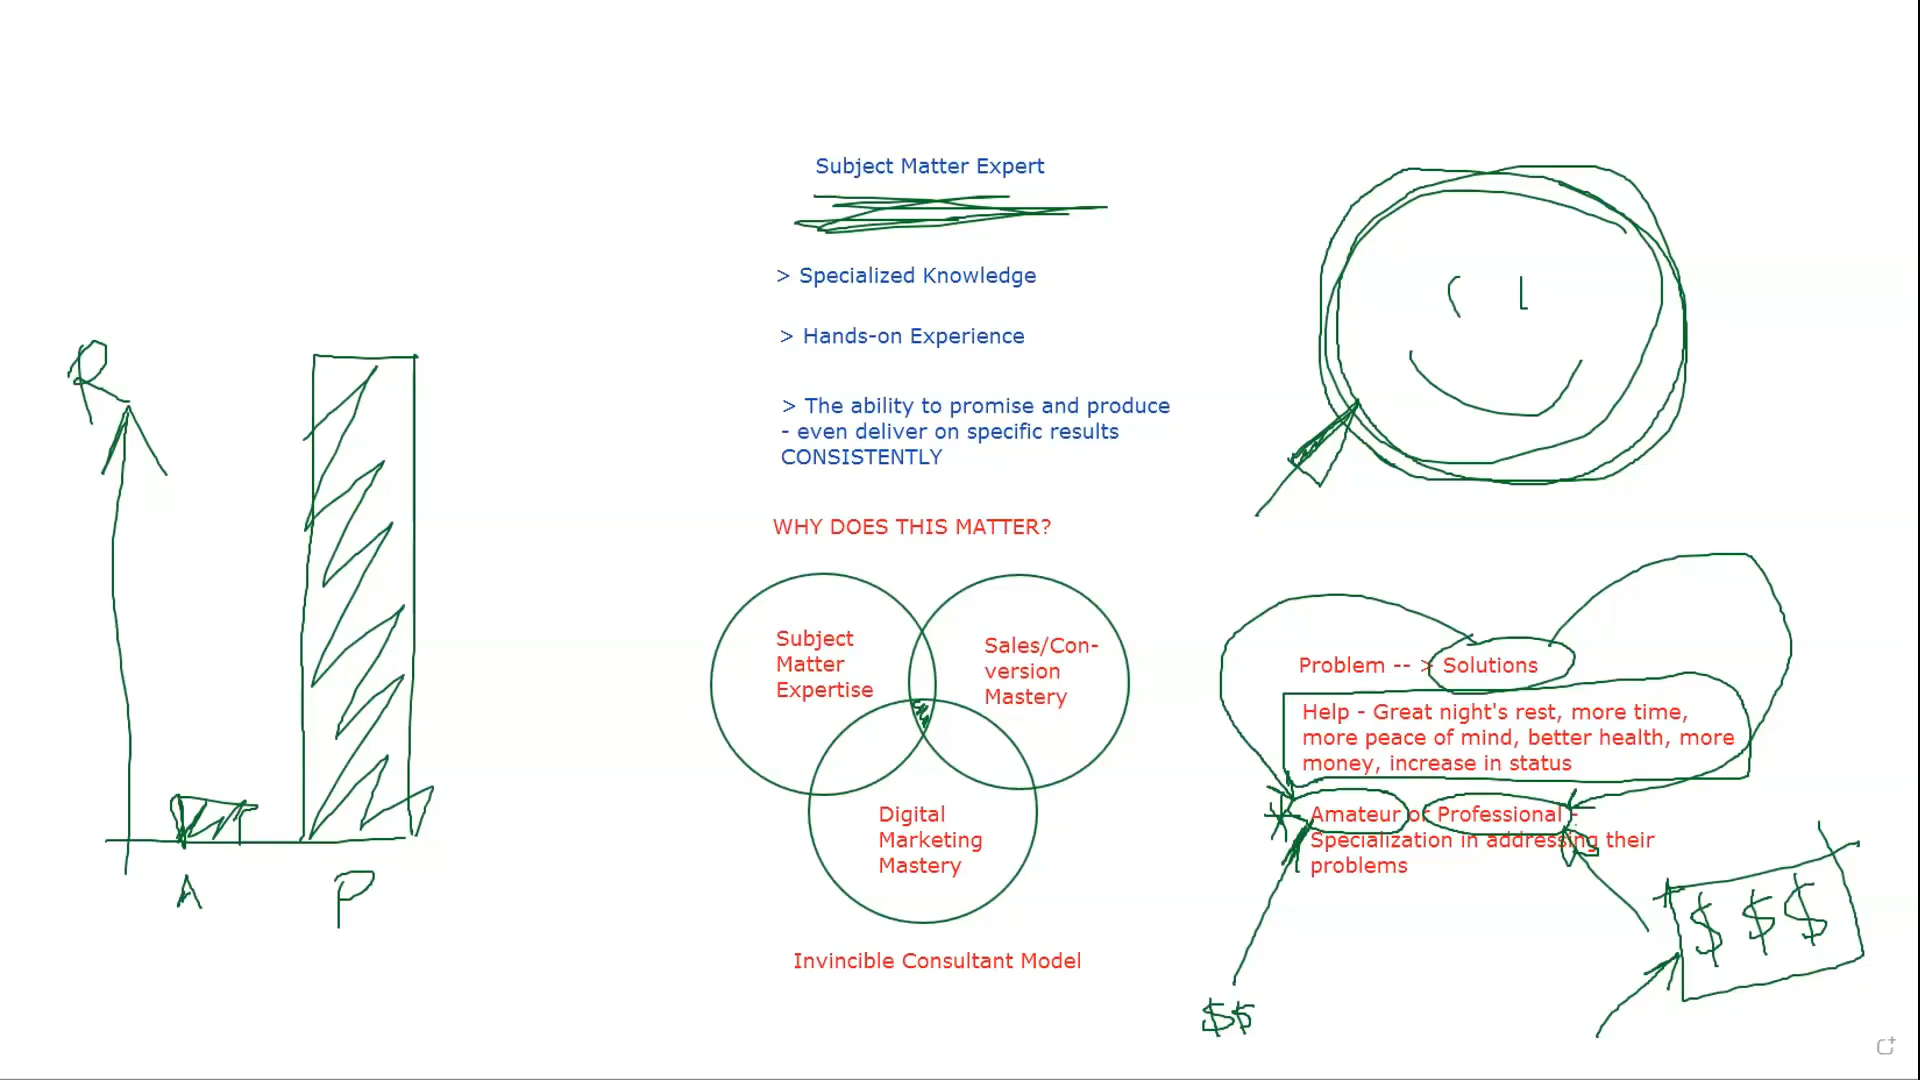 Subject Matter Expert
> Specialized Knowledge
> Hands-on Experience
> The ability to promise and produce
- even deliver on specific results
CONSISTENTLY
WHY DOES THIS MATTER?
Subject
Matter
Expertise
Sales/Con-
version
Mastery
Digital
Marketing
Mastery
Invincible Consultant Model
R
A
P
Problem -- > Solutions
Help - Great night's rest, more time,
more peace of mind, better health, more
money, increase in status
Amateur or Professional -
Specialization in addressing their
problems
$$
$ $ $